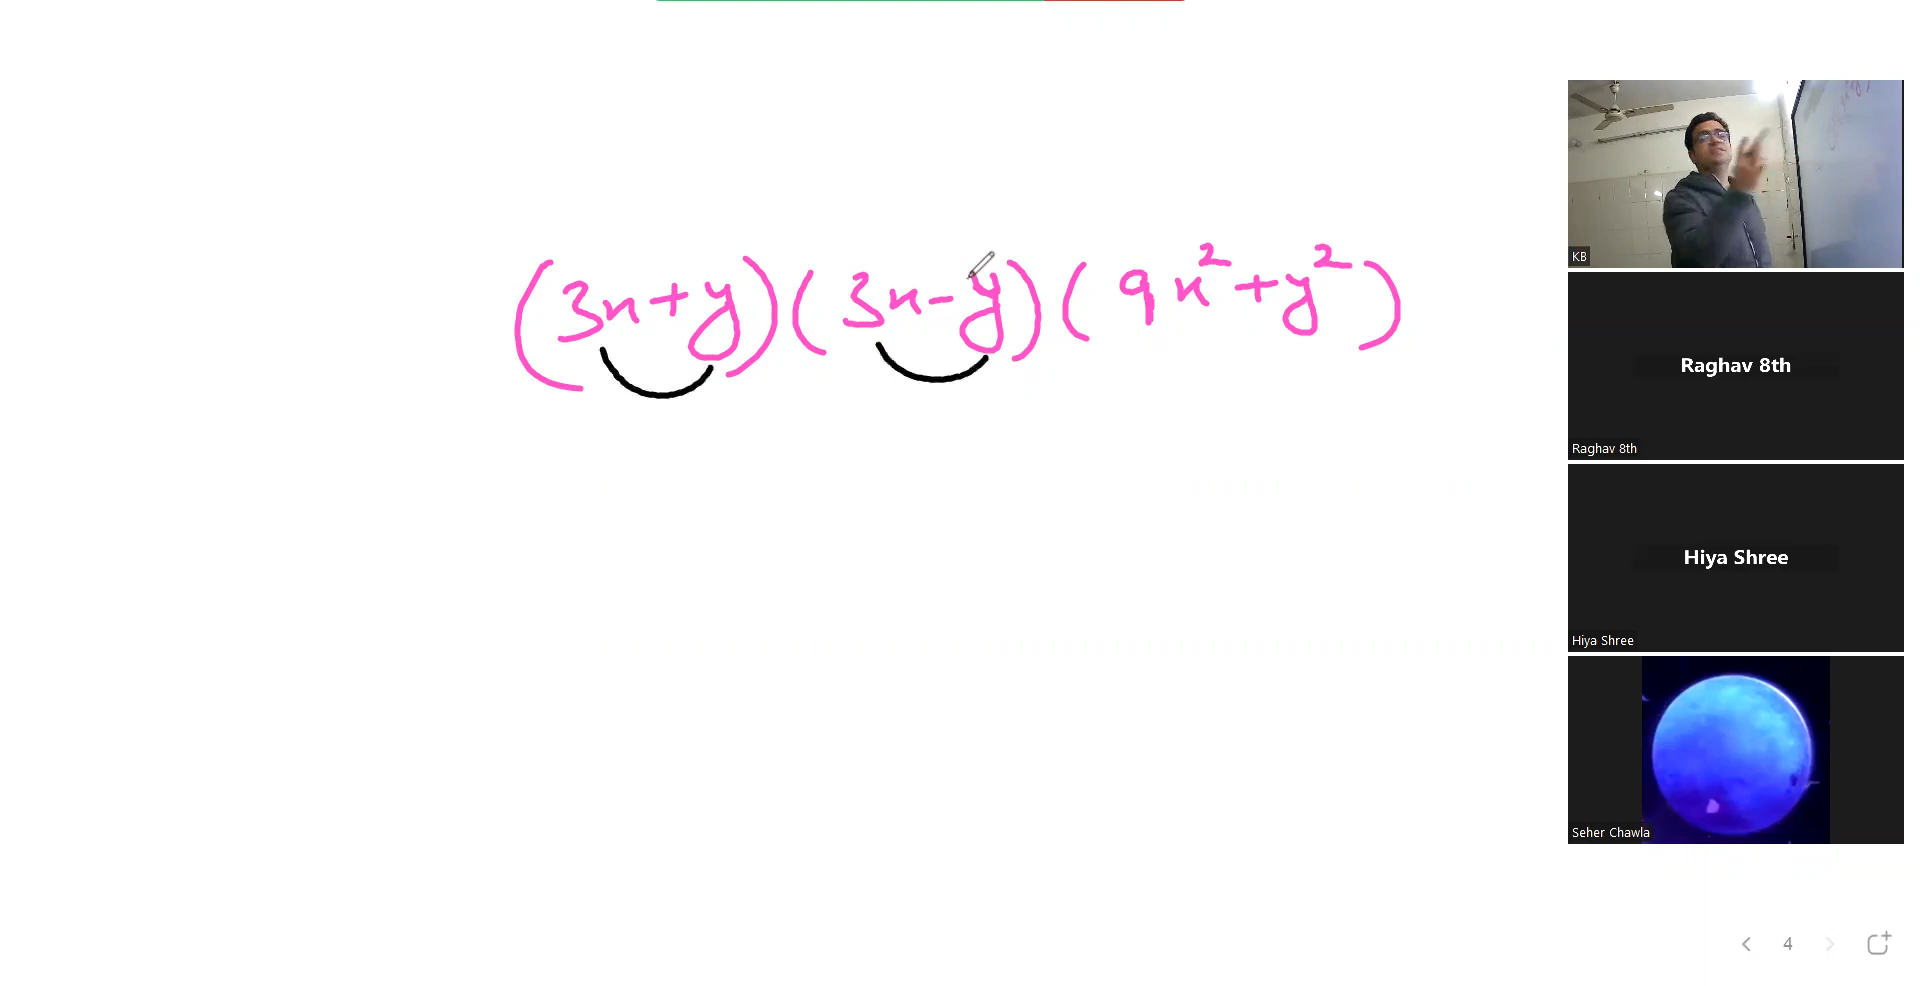 (3x+y)(3x-y)(9x²+y²)
KB
Raghav 8th
Raghav 8th
Hiya Shree
Hiya Shree
Seher Chawla
4